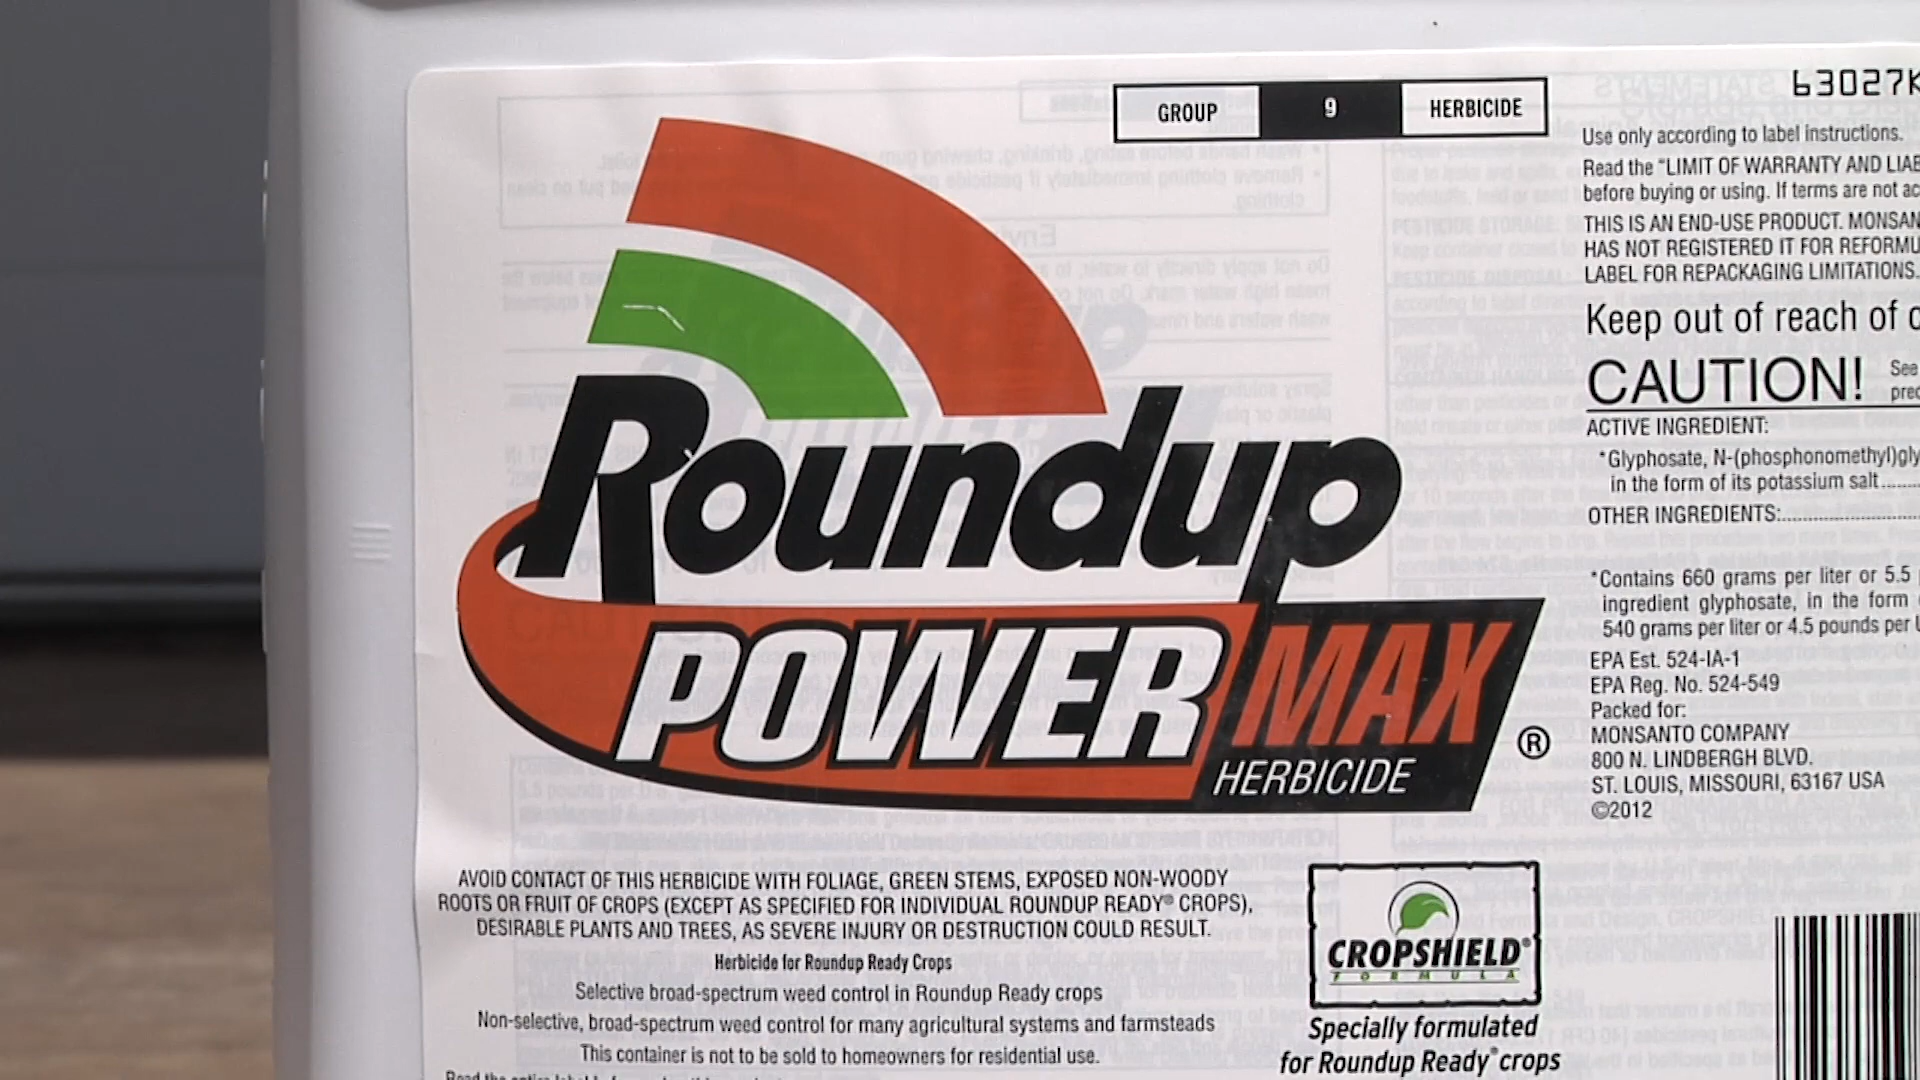 GROUP 9 HERBICIDE
63027K
Use only according to label instructions.
Read the "LIMIT OF WARRANTY AND
before buying or using. If terms are not
THIS IS AN END-USE PRODUCT.
HAS NOT REGISTERED IT FOR
LABEL FOR REPACKAGING LIMITATIONS.
Keep out of reach of
CAUTION! See
ACTIVE INGREDIENT:
*Glyphosate,
in the form of its potassium salt
OTHER INGREDIENTS:
*Contains 660 grams per liter or 5.5
ingredient glyphosate, in the form
540 grams per liter or 4.5 pounds per
EPA Est. 524-IA-1
EPA Reg. No. 524-549
Packed for:
MONSANTO COMPANY
800 N. LINDBERGH BLVD.
ST. LOUIS, MISSOURI, 63167 USA
©2012
Roundup
POWERMAX®
HERBICIDE
AVOID CONTACT OF THIS HERBICIDE WITH FOLIAGE, GREEN STEMS, EXPOSED NON-WOODY
ROOTS OR FRUIT OF CROPS (EXCEPT AS SPECIFIED FOR INDIVIDUAL ROUNDUP READY® CROPS),
DESIRABLE PLANTS AND TREES, AS SEVERE INJURY OR DESTRUCTION COULD RESULT.
Herbicide for Roundup Ready Crops
Selective broad-spectrum weed control in Roundup Ready crops
Non-selective, broad-spectrum weed control for many agricultural systems and farmsteads
This container is not to be sold to homeowners for residential use.
CROPSHIELD®
FORMULA
Specially formulated
for Roundup Ready® crops